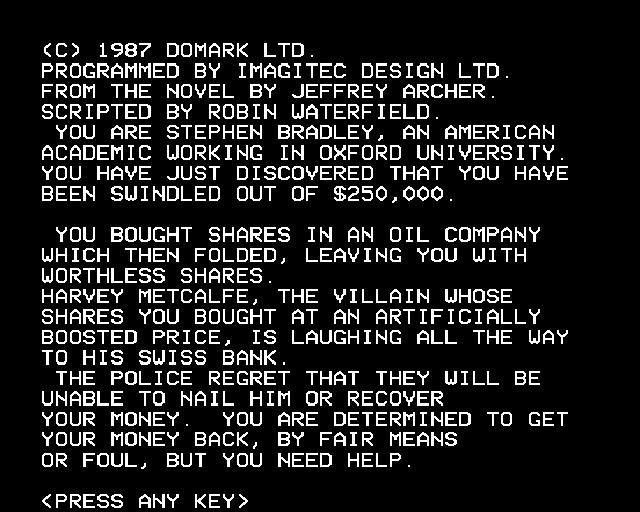 (C) 1987 DOMARK LTD.
PROGRAMMED BY IMAGITEC DESIGN LTD.
FROM THE NOVEL BY JEFFREY ARCHER.
SCRIPTED BY ROBIN WATERFIELD.
YOU ARE STEPHEN BRADLEY, AN AMERICAN
ACADEMIC WORKING IN OXFORD UNIVERSITY.
YOU HAVE JUST DISCOVERED THAT YOU HAVE
BEEN SWINDLED OUT OF $250,000.
YOU BOUGHT SHARES IN AN OIL COMPANY
WHICH THEN FOLDED, LEAVING YOU WITH
WORTHLESS SHARES.
HARVEY METCALFE, THE VILLAIN WHOSE
SHARES YOU BOUGHT AT AN ARTIFICIALLY
BOOSTED PRICE, IS LAUGHING ALL THE WAY
TO HIS SWISS BANK.
THE POLICE REGRET THAT THEY WILL BE
UNABLE TO NAIL HIM OR RECOVER
YOUR MONEY.  YOU ARE DETERMINED TO GET
YOUR MONEY BACK, BY FAIR MEANS
OR FOUL, BUT YOU NEED HELP.
<PRESS ANY KEY>